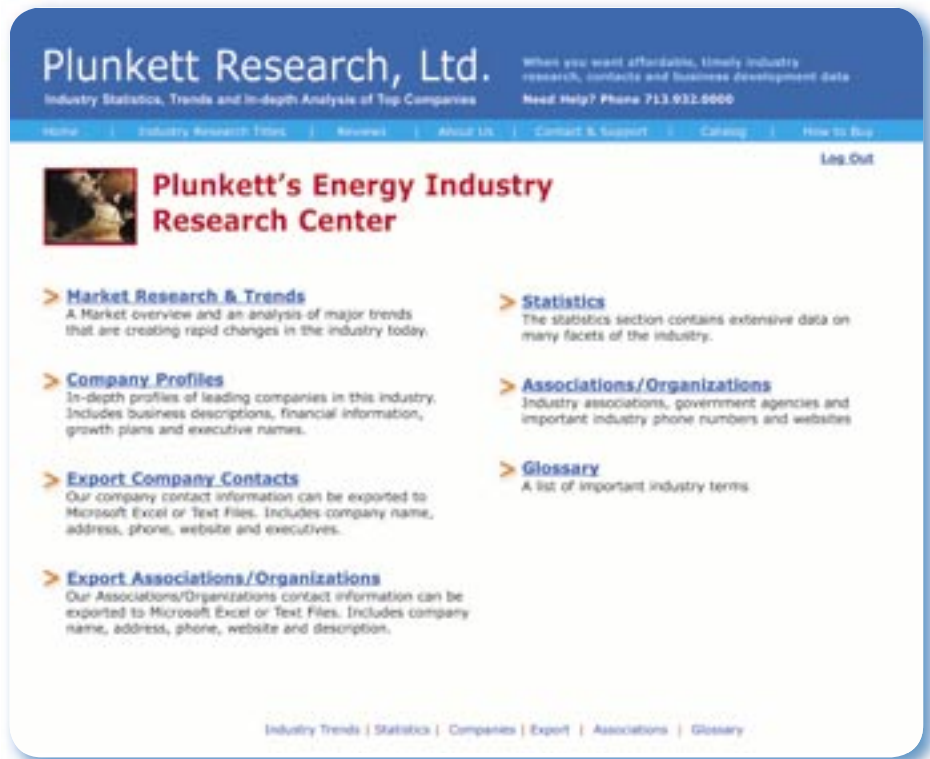 Plunkett Research, Ltd.
Industry Statistics, Trends and In-depth Analysis of Top Companies
When you want affordable, timely industry
research, contacts and business development data
Need Help? Phone 713.932.0000
Home | Industry Research Titles | Reviews | About Us | Contact & Support | Catalog | How to Buy
Log Out
Plunkett's Energy Industry
Research Center
> Market Research & Trends
A Market overview and an analysis of major trends
that are creating rapid changes in the industry today.
> Company Profiles
In-depth profiles of leading companies in this industry.
Includes business descriptions, financial information,
growth plans and executive names.
> Export Company Contacts
Our company contact information can be exported to
Microsoft Excel or Text Files. Includes company name,
address, phone, website and executives.
> Export Associations/Organizations
Our Associations/Organizations contact information can be
exported to Microsoft Excel or Text Files. Includes company
name, address, phone, website and description.
> Statistics
The statistics section contains extensive data on
many facets of the industry.
> Associations/Organizations
Industry associations, government agencies and
important industry phone numbers and websites
> Glossary
A list of important industry terms
Industry Trends | Statistics | Companies | Export | Associations | Glossary